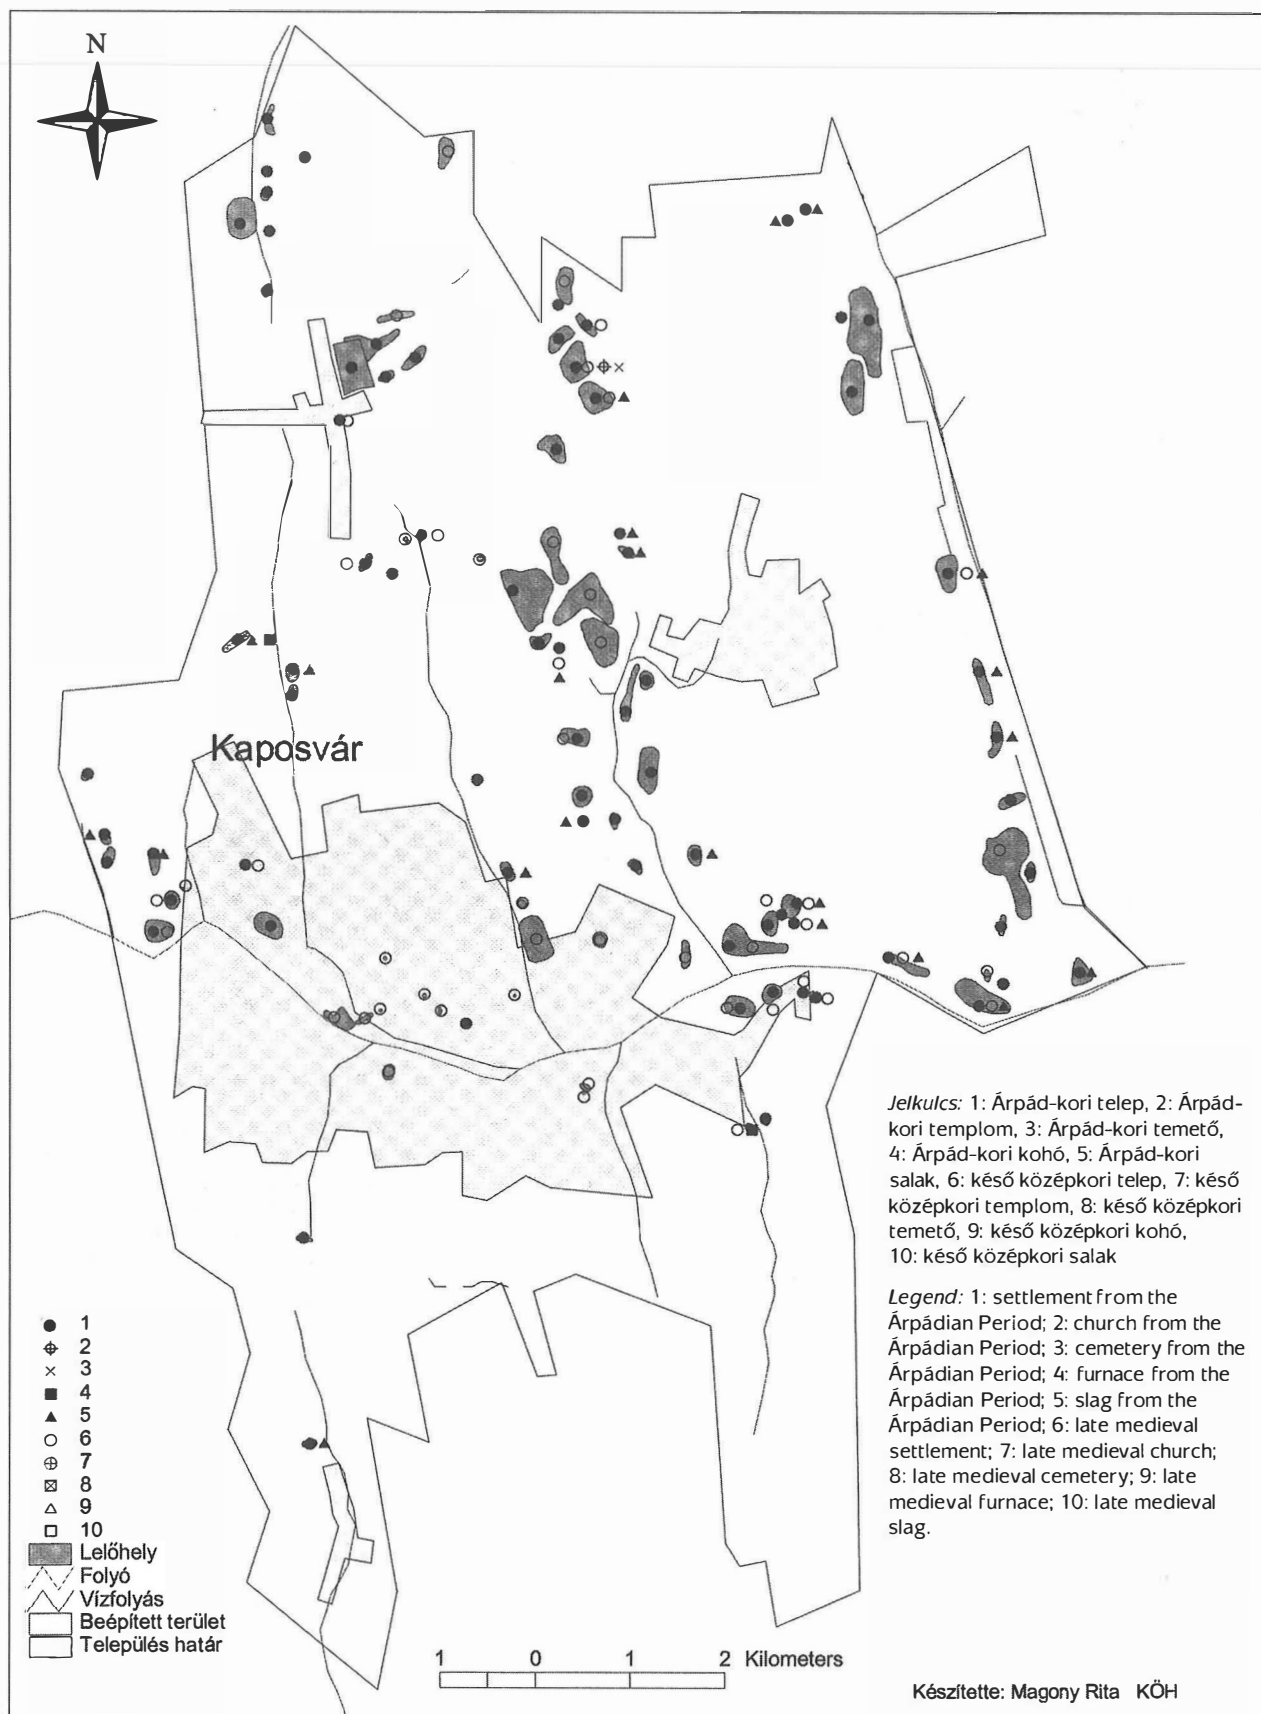 N
Kaposvár
Jelkulcs: 1: Árpád-kori telep, 2: Árpád-
kori templom, 3: Árpád-kori temető,
4: Árpád-kori kohó, 5: Árpád-kori
salak, 6: késő középkori telep, 7: késő
középkori templom, 8: késő középkori
temető, 9: késő középkori kohó,
10: késő középkori salak
Legend: 1: settlement from the
Árpádian Period; 2: church from the
Árpádian Period; 3: cemetery from the
Árpádian Period; 4: furnace from the
Árpádian Period; 5: slag from the
Árpádian Period; 6: late medieval
settlement; 7: late medieval church;
8: late medieval cemetery; 9: late
medieval furnace; 10: late medieval
slag.
1
2
3
4
5
6
7
8
9
10
Lelőhely
Folyó
Vízfolyás
Beépített terület
Település határ
1 0 1 2 Kilometers
Készítette: Magony Rita KÖH